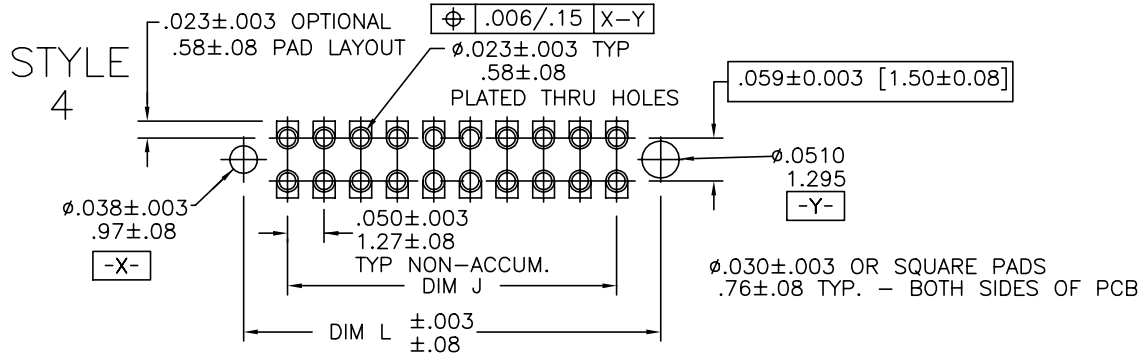 STYLE
4
.023±.003 OPTIONAL
.58±.08 PAD LAYOUT
⌖ .006/.15 X-Y
ø.023±.003 TYP
.58±.08
PLATED THRU HOLES
.059±0.003 [1.50±0.08]
ø.0510
1.295
-Y-
ø.038±.003
.97±.08
-X-
.050±.003
1.27±.08
TYP NON-ACCUM.
DIM J
ø.030±.003 OR SQUARE PADS
.76±.08 TYP. - BOTH SIDES OF PCB
DIM L ±.003
±.08